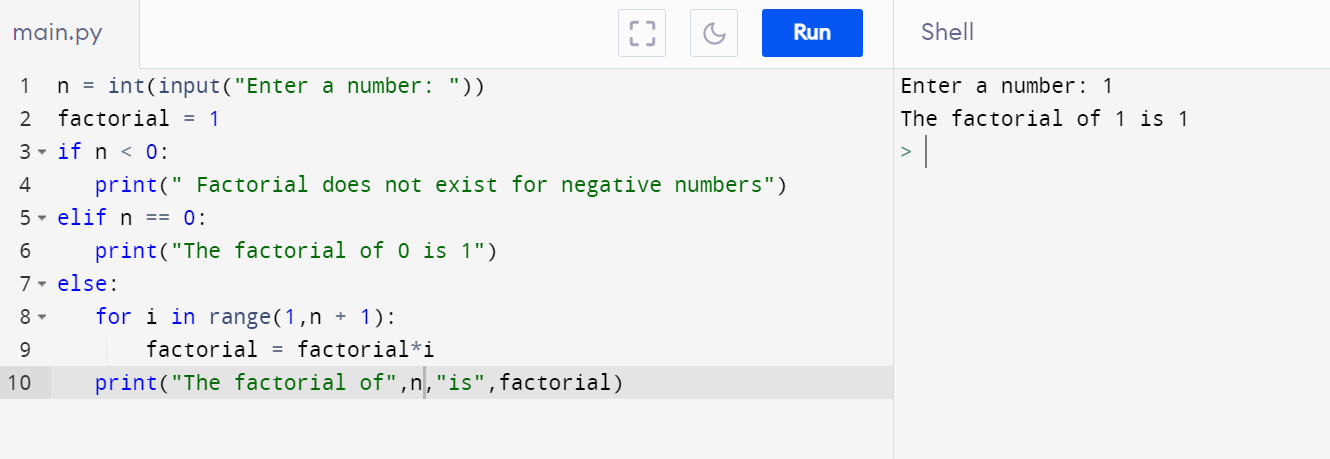 main.py
Run
Shell
1 n = int(input("Enter a number: "))
2 factorial = 1
3 if n < 0:
4    print(" Factorial does not exist for negative numbers")
5 elif n == 0:
6    print("The factorial of 0 is 1")
7 else:
8    for i in range(1,n + 1):
9        factorial = factorial*i
10    print("The factorial of",n,"is",factorial)
Enter a number: 1
The factorial of 1 is 1
>